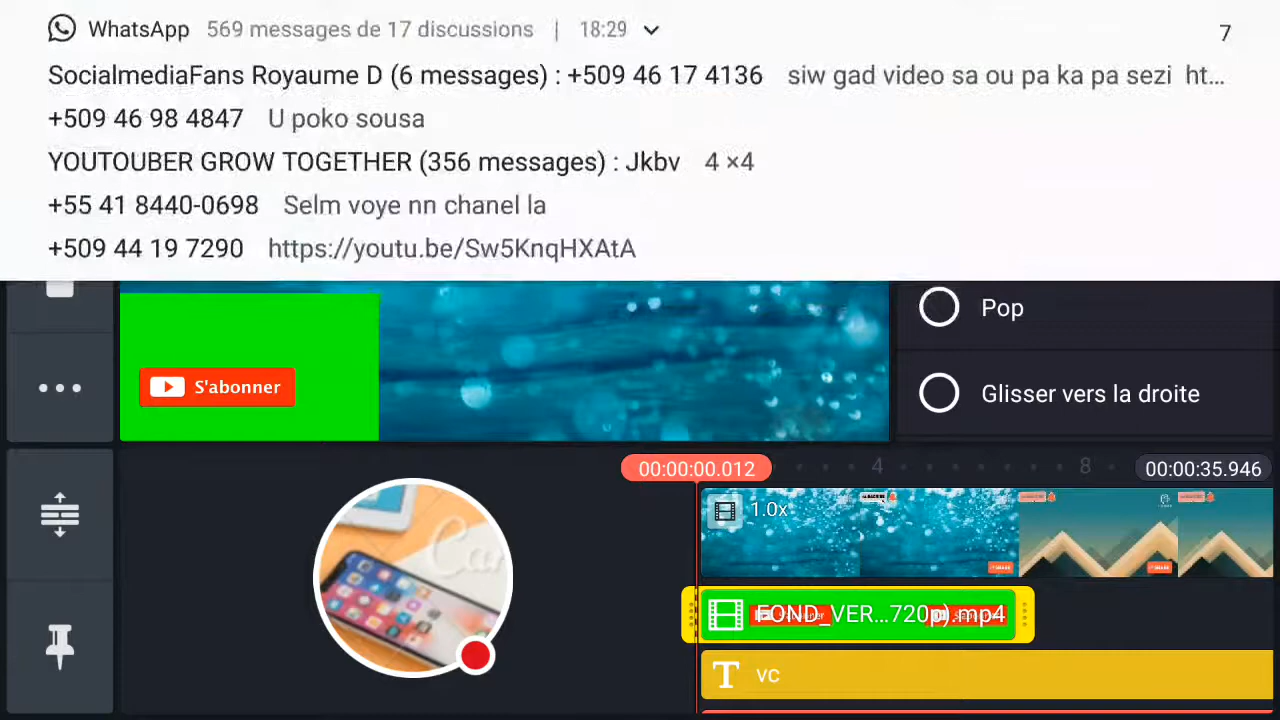 WhatsApp 569 messages de 17 discussions | 18:29 7
SocialmediaFans Royaume D (6 messages) : +509 46 17 4136 siw gad video sa ou pa ka pa sezi ht...
+509 46 98 4847 U poko sousa
YOUTOUBER GROW TOGETHER (356 messages) : Jkbv 4 ×4
+55 41 8440-0698 Selm voye nn chanel la
+509 44 19 7290 https://youtu.be/Sw5KnqHXAtA
Pop
S'abonner
Glisser vers la droite
00:00:00.012 4 8 00:00:35.946
1.0x
FOND_VER...720p).mp4
T vc